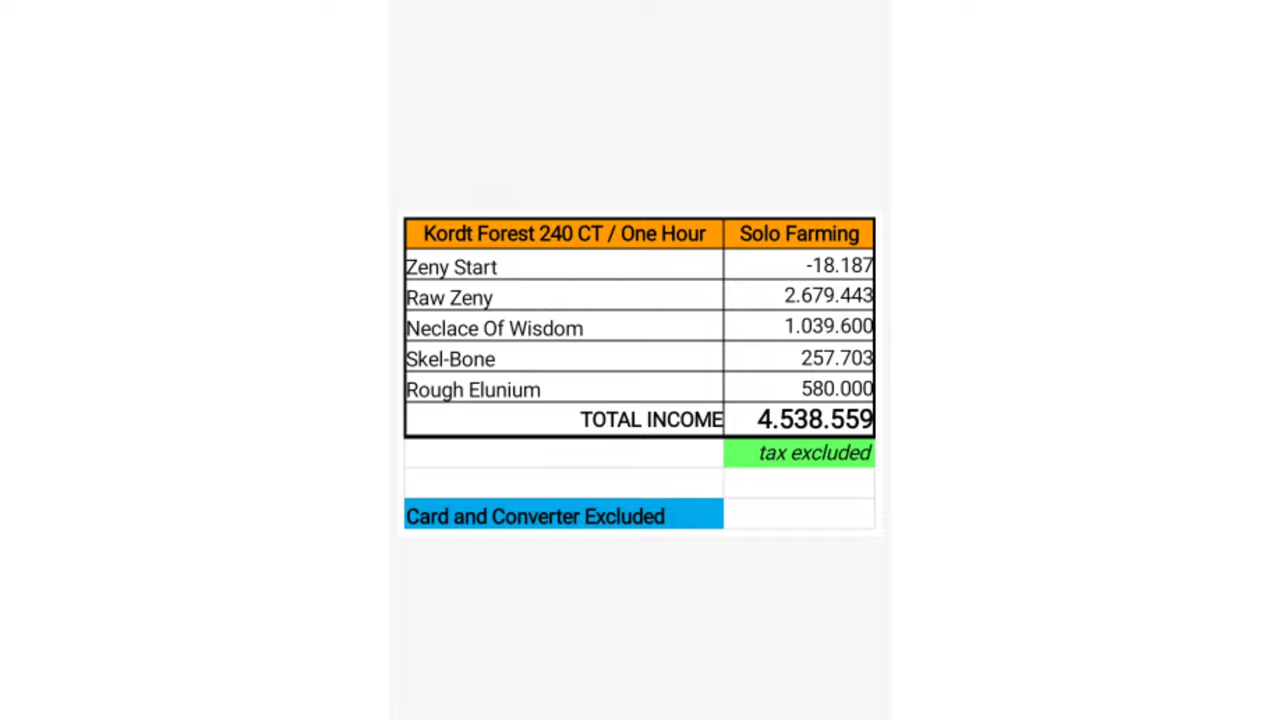 Kordt Forest 240 CT / One Hour Solo Farming
Zeny Start -18.187
Raw Zeny 2.679.443
Neclace Of Wisdom 1.039.600
Skel-Bone 257.703
Rough Elunium 580.000
TOTAL INCOME 4.538.559
tax excluded
Card and Converter Excluded